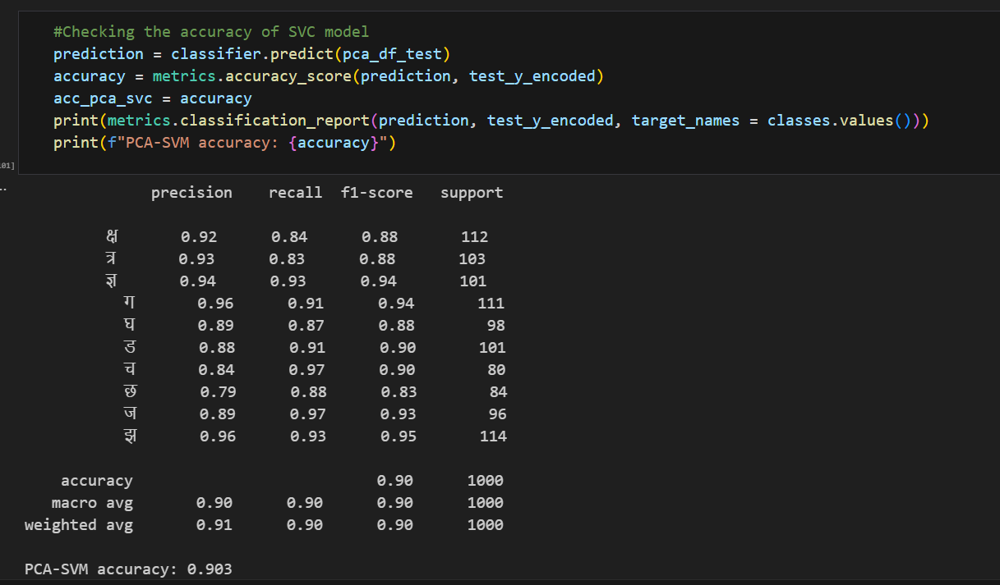 #Checking the accuracy of SVC model
prediction = classifier.predict(pca_df_test)
accuracy = metrics.accuracy_score(prediction, test_y_encoded)
acc_pca_svc = accuracy
print(metrics.classification_report(prediction, test_y_encoded, target_names = classes.values()))
print(f"PCA-SVM accuracy: {accuracy}")
01]
..
precision recall f1-score support
क्ष 0.92 0.84 0.88 112
त्र 0.93 0.83 0.88 103
ज्ञ 0.94 0.93 0.94 101
ग 0.96 0.91 0.94 111
घ 0.89 0.87 0.88 98
ड 0.88 0.91 0.90 101
च 0.84 0.97 0.90 80
छ 0.79 0.88 0.83 84
ज 0.89 0.97 0.93 96
झ 0.96 0.93 0.95 114
accuracy 0.90 1000
macro avg 0.90 0.90 0.90 1000
weighted avg 0.91 0.90 0.90 1000
PCA-SVM accuracy: 0.903